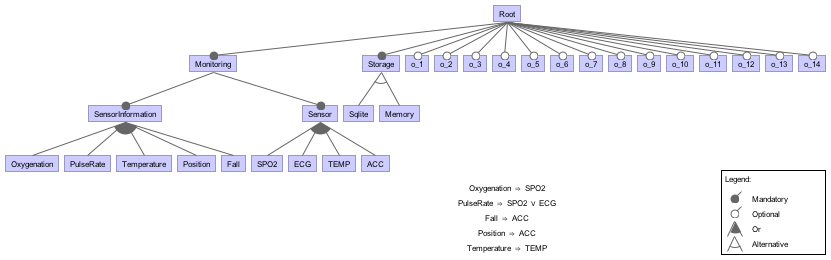 Root
Monitoring Storage o_1 o_2 o_3 o_4 o_5 o_6 o_7 o_8 o_9 o_10 o_11 o_12 o_13 o_14
SensorInformation Sensor Sqlite Memory
Oxygenation PulseRate Temperature Position Fall SPO2 ECG TEMP ACC
Oxygenation ⇒ SPO2
PulseRate ⇒ SPO2 ∨ ECG
Fall ⇒ ACC
Position ⇒ ACC
Temperature ⇒ TEMP
Legend:
Mandatory
Optional
Or
Alternative